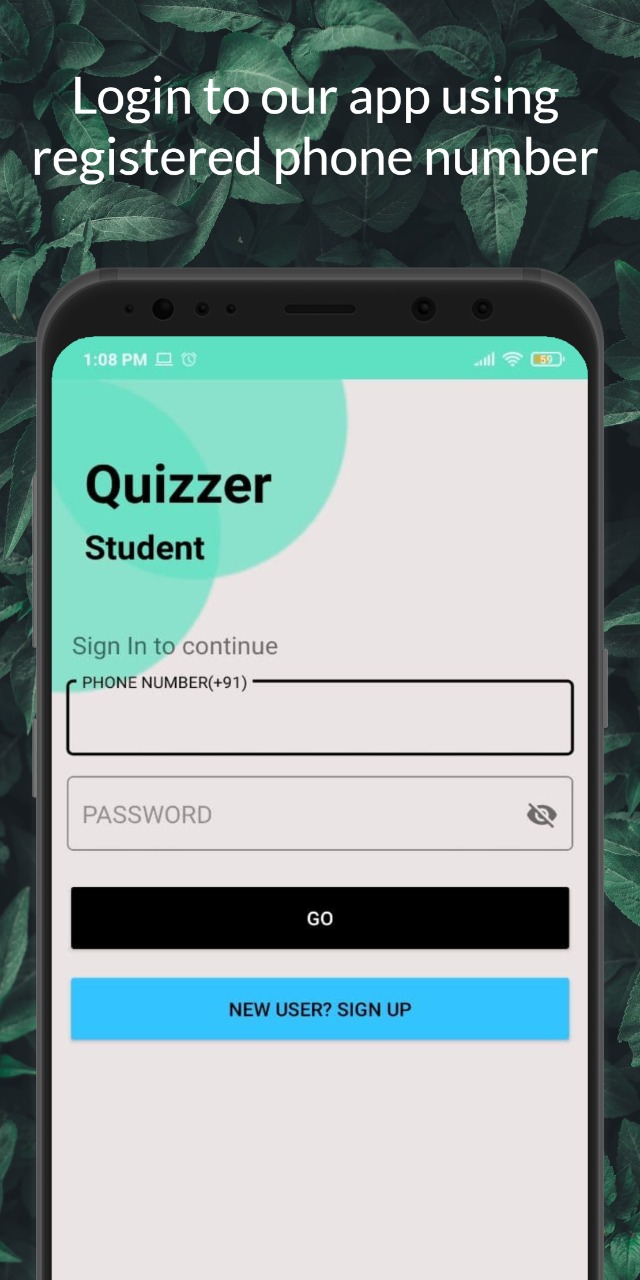 Login to our app using
registered phone number
1:08 PM
59
Quizzer
Student
Sign In to continue
PHONE NUMBER(+91)
PASSWORD
GO
NEW USER? SIGN UP